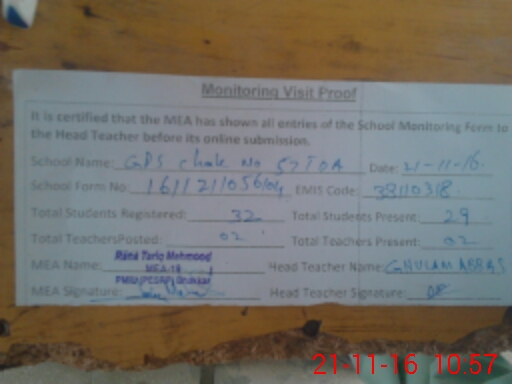 Monitoring Visit Proof
It is certified that the MEA has shown all entries of the School Monitoring Form to
the Head Teacher before its online submission.
School Name: GPS Chak No 57 TDA Date: 21-11-16.
School Form No: EMIS Code: 38110318.
Total Students Registered: 32 Total Students Present: 29
Total TeachersPosted: 02 Total Teachers Present: 02
Rana Tariq Mehmood
MEA Name: MEA-19 Head Teacher Name: GHULAM ABBAS
PMIU (PESRP) Bhakkar
MEA Signature: Head Teacher Signature:
21-11-16 10:57